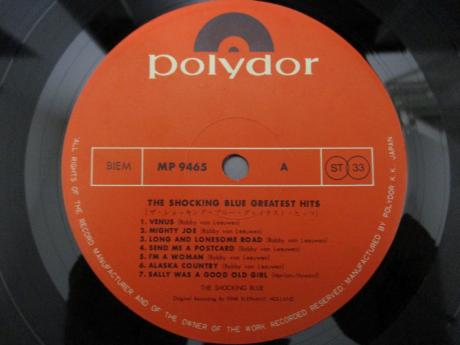 polydor
BIEM MP 9465 A ST 33
THE SHOCKING BLUE GREATEST HITS
[ザ・ショッキング・ブルー・グレイテスト・ヒッツ]
1. VENUS (Robby van Leeuwen)
2. MIGHTY JOE (Robby van Leeuwen)
3. LONG AND LONESOME ROAD (Robby van Leeuwen)
4. SEND ME A POSTCARD (Robby van Leeuwen)
5. I'M A WOMAN (Robby van Leeuwen)
6. ALASKA COUNTRY (Robby van Leeuwen)
7. SALLY WAS A GOOD OLD GIRL (Harlan-Howard)
THE SHOCKING BLUE
Original Recording by PINK ELEPHANT, HOLLAND
ALL RIGHTS OF THE RECORD MANUFACTURER AND OF THE OWNER OF THE WORK RECORDED RESERVED. MANUFACTURED BY POLYDOR K.K. JAPAN